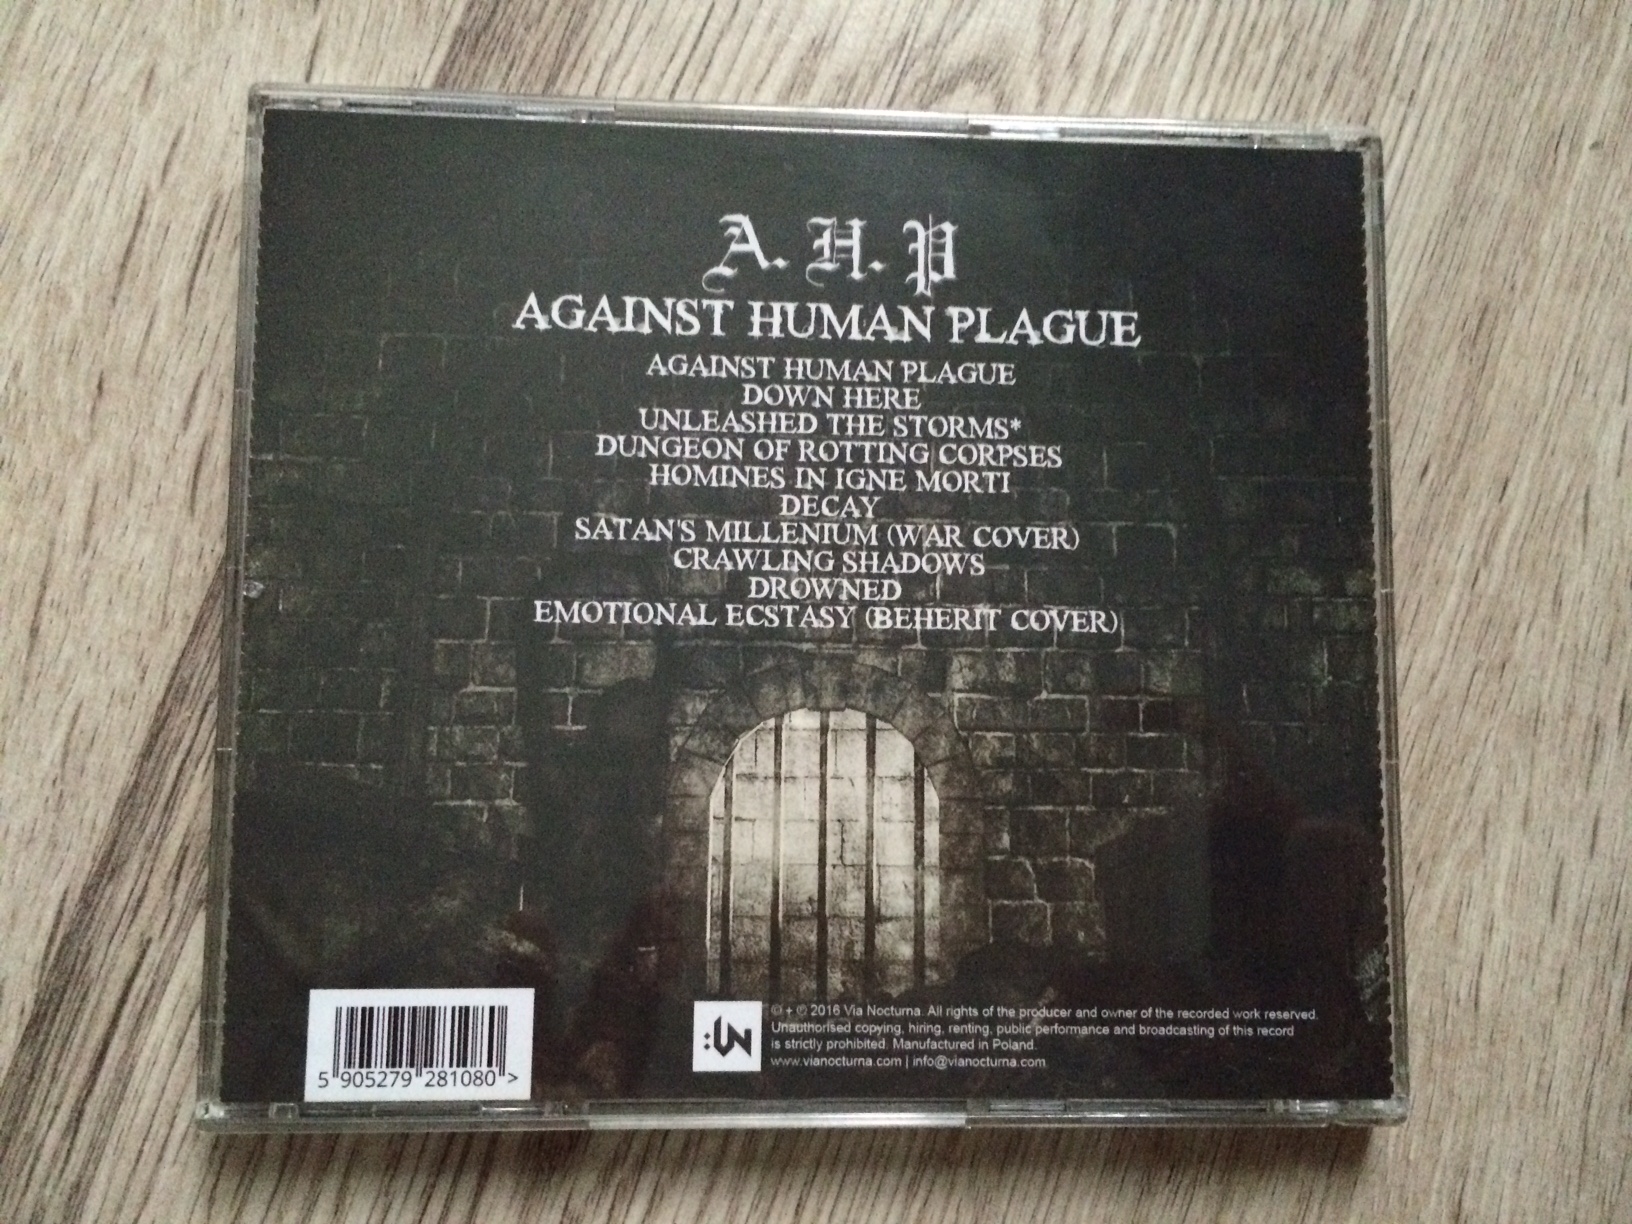 A. H. P
AGAINST HUMAN PLAGUE
AGAINST HUMAN PLAGUE
DOWN HERE
UNLEASHED THE STORMS*
DUNGEON OF ROTTING CORPSES
HOMINES IN IGNE MORTI
DECAY
SATAN'S MILLENIUM (WAR COVER)
CRAWLING SHADOWS
DROWNED
EMOTIONAL ECSTASY (BEHERIT COVER)
5 905279 281080 >
© + ℗ 2016 Via Nocturna. All rights of the producer and owner of the recorded work reserved.
Unauthorised copying, hiring, renting, public performance and broadcasting of this record
is strictly prohibited. Manufactured in Poland.
www.vianocturna.com | info@vianocturna.com